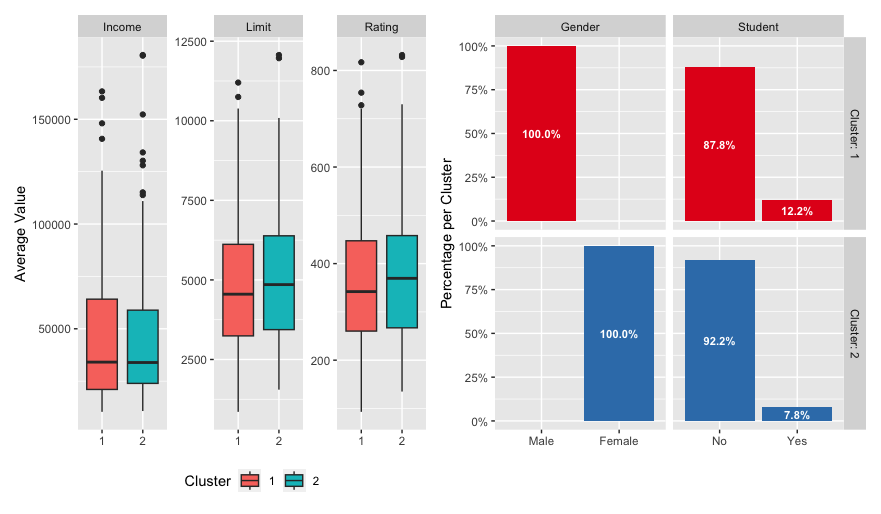 Income
Limit
Rating
Gender
Student
Average Value
150000
100000
50000
12500
10000
7500
5000
2500
800
600
400
200
1 2
1 2
1 2
Percentage per Cluster
100%
75%
50%
25%
0%
100.0%
87.8%
12.2%
Cluster: 1
100%
75%
50%
25%
0%
100.0%
92.2%
7.8%
Cluster: 2
Male Female
No Yes
Cluster 1 2